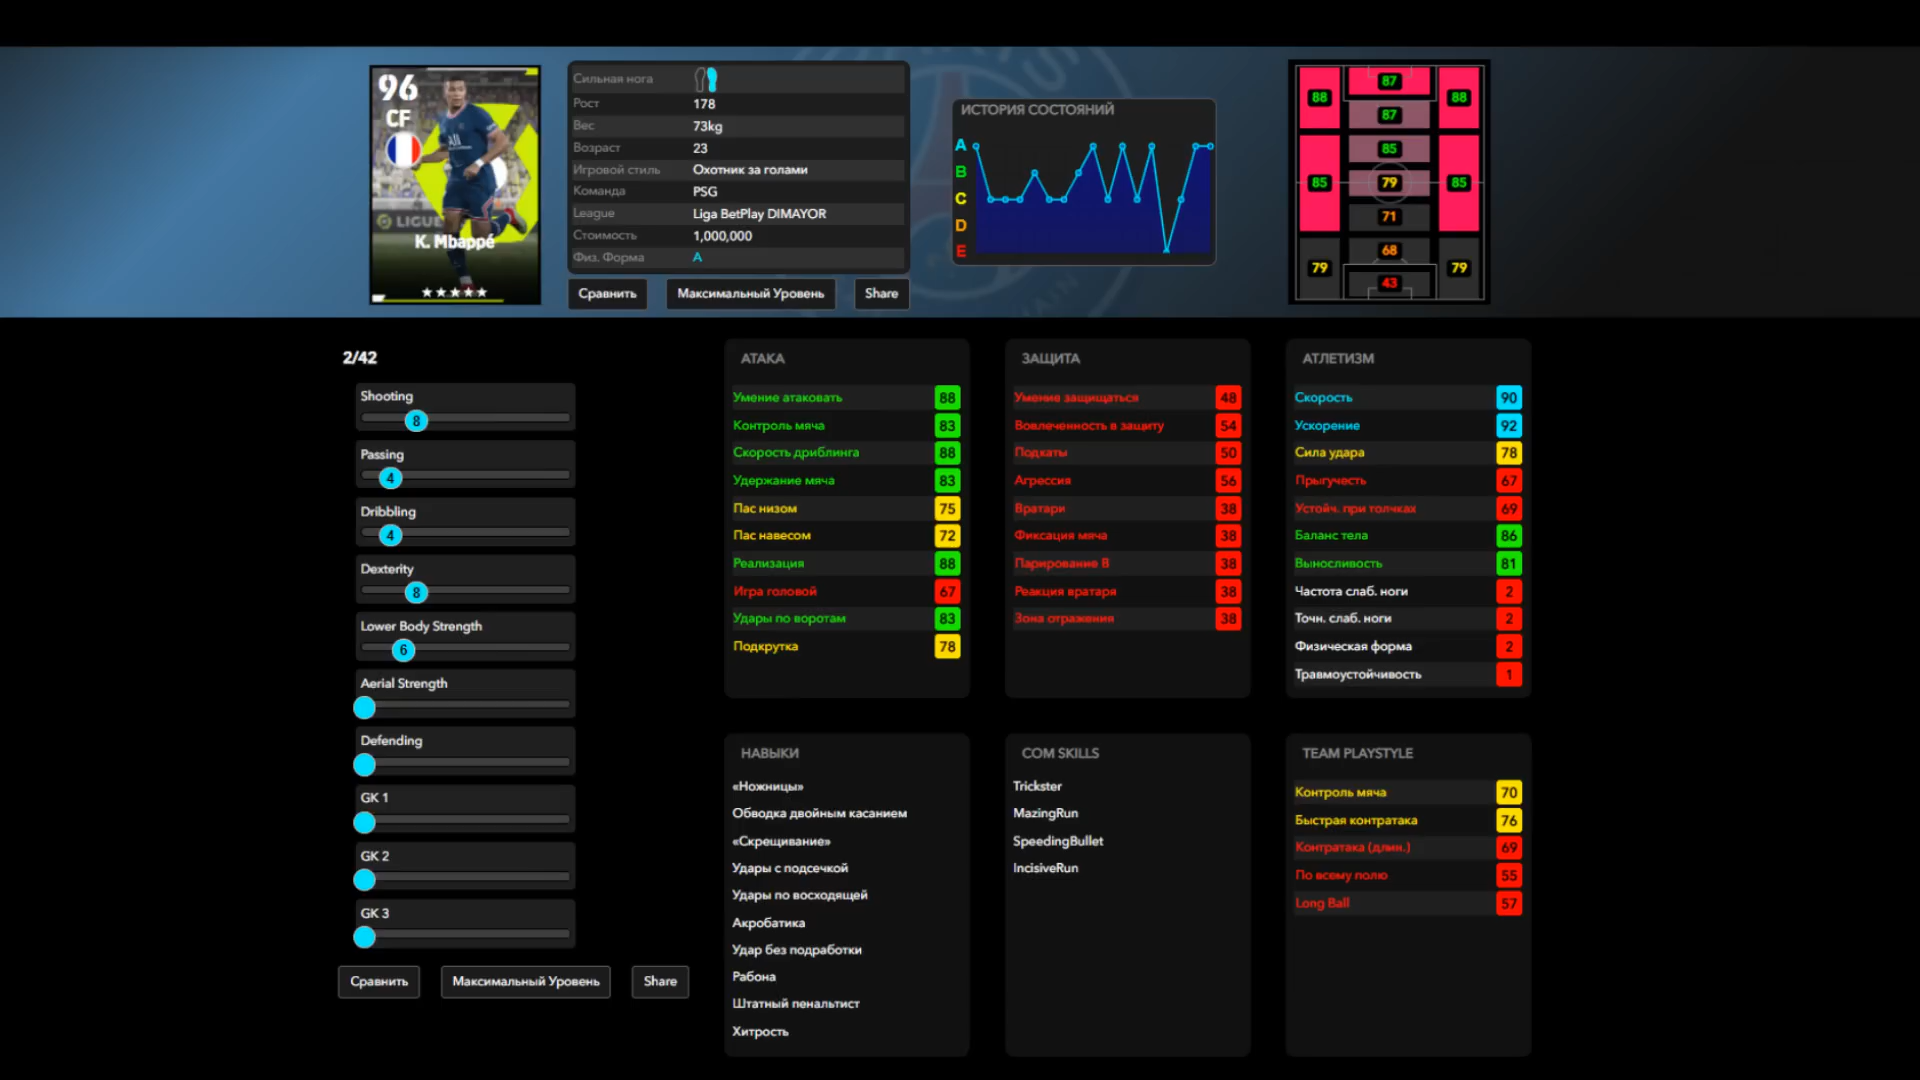 96
CF
LIGUE
K. Mbappé
★★★★★
Сильная нога
Рост 178
Вес 73kg
Возраст 23
Игровой стиль Охотник за голами
Команда PSG
League Liga BetPlay DIMAYOR
Стоимость 1,000,000
Физ. Форма A
Сравнить Максимальный Уровень Share
ИСТОРИЯ СОСТОЯНИЙ
A
B
C
D
E
87
88 88
87
85
85 79 85
71
68
79 79
43
2/42
Shooting
8
Passing
4
Dribbling
4
Dexterity
8
Lower Body Strength
6
Aerial Strength
Defending
GK 1
GK 2
GK 3
Сравнить Максимальный Уровень Share
АТАКА
Умение атаковать 88
Контроль мяча 83
Скорость дриблинга 88
Удержание мяча 83
Пас низом 75
Пас навесом 72
Реализация 88
Игра головой 67
Удары по воротам 83
Подкрутка 78
ЗАЩИТА
Умение защищаться 48
Вовлеченность в защиту 54
Подкаты 50
Агрессия 56
Вратари 38
Фиксация мяча 38
Парирование В 38
Реакция вратаря 38
Зона отражения 38
АТЛЕТИЗМ
Скорость 90
Ускорение 92
Сила удара 78
Прыгучесть 67
Устойч. при толчках 69
Баланс тела 86
Выносливость 81
Частота слаб. ноги 2
Точн. слаб. ноги 2
Физическая форма 2
Травмоустойчивость 1
НАВЫКИ
«Ножницы»
Обводка двойным касанием
«Скрещивание»
Удары с подсечкой
Удары по восходящей
Акробатика
Удар без подработки
Рабона
Штатный пенальтист
Хитрость
COM SKILLS
Trickster
MazingRun
SpeedingBullet
IncisiveRun
TEAM PLAYSTYLE
Контроль мяча 70
Быстрая контратака 76
Контратака (длин.) 69
По всему полю 55
Long Ball 57